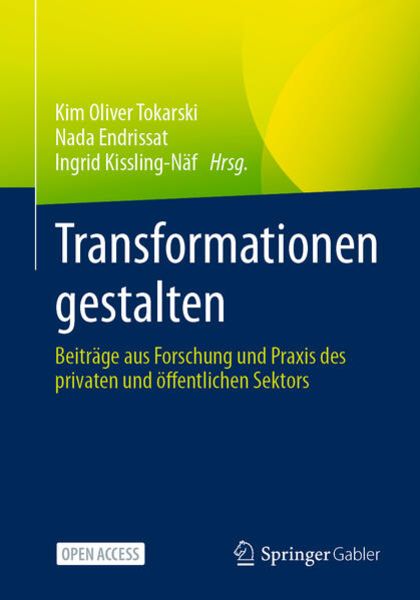 Kim Oliver Tokarski
Nada Endrissat
Ingrid Kissling-Näf Hrsg.
Transformationen
gestalten
Beiträge aus Forschung und Praxis des
privaten und öffentlichen Sektors
OPEN ACCESS
Springer Gabler